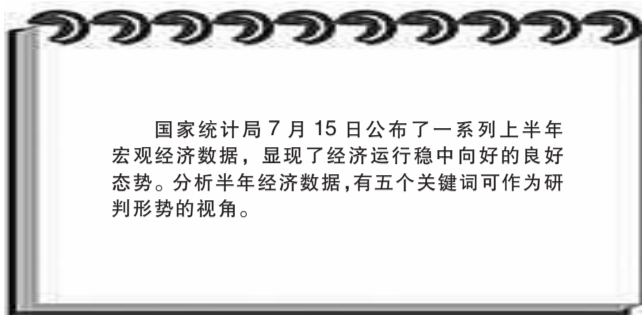 国家统计局 7 月 15 日公布了一系列上半年
宏观经济数据，显现了经济运行稳中向好的良好
态势。分析半年经济数据,有五个关键词可作为研
判形势的视角。